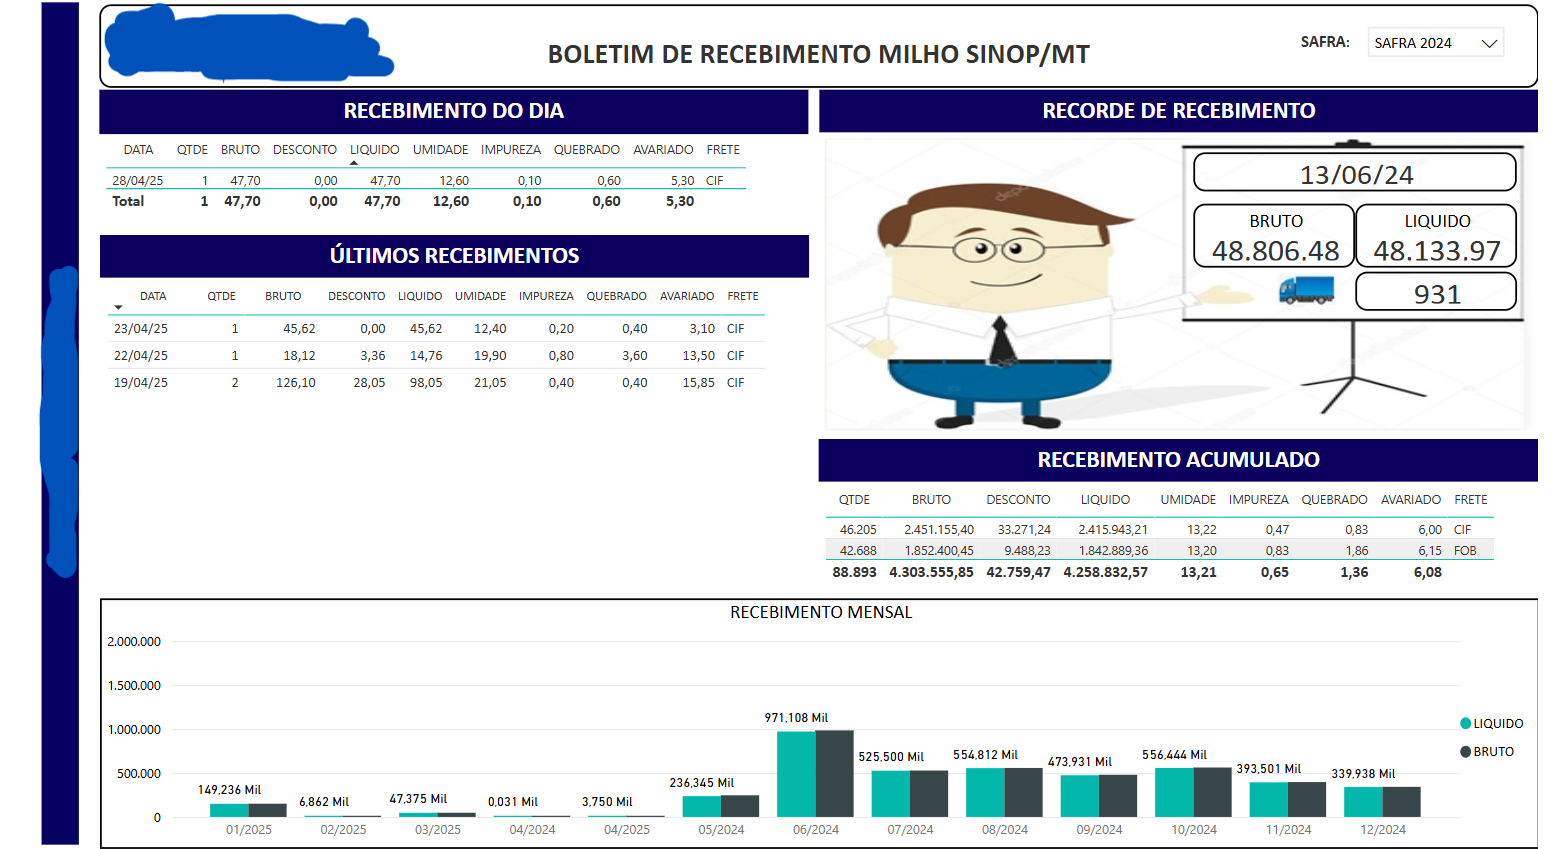 BOLETIM DE RECEBIMENTO MILHO SINOP/MT
SAFRA:
SAFRA 2024
RECEBIMENTO DO DIA
DATA QTDE BRUTO DESCONTO LIQUIDO UMIDADE IMPUREZA QUEBRADO AVARIADO FRETE
28/04/25 1 47,70 0,00 47,70 12,60 0,10 0,60 5,30 CIF
Total 1 47,70 0,00 47,70 12,60 0,10 0,60 5,30
ÚLTIMOS RECEBIMENTOS
DATA QTDE BRUTO DESCONTO LIQUIDO UMIDADE IMPUREZA QUEBRADO AVARIADO FRETE
23/04/25 1 45,62 0,00 45,62 12,40 0,20 0,40 3,10 CIF
22/04/25 1 18,12 3,36 14,76 19,90 0,80 3,60 13,50 CIF
19/04/25 2 126,10 28,05 98,05 21,05 0,40 0,40 15,85 CIF
RECORDE DE RECEBIMENTO
13/06/24
BRUTO
48.806.48
LIQUIDO
48.133.97
931
RECEBIMENTO ACUMULADO
QTDE BRUTO DESCONTO LIQUIDO UMIDADE IMPUREZA QUEBRADO AVARIADO FRETE
46.205 2.451.155,40 33.271,24 2.415.943,21 13,22 0,47 0,83 6,00 CIF
42.688 1.852.400,45 9.488,23 1.842.889,36 13,20 0,83 1,86 6,15 FOB
88.893 4.303.555,85 42.759,47 4.258.832,57 13,21 0,65 1,36 6,08
RECEBIMENTO MENSAL
2.000.000
1.500.000
1.000.000
500.000
0
149,236 Mil
6,862 Mil
47,375 Mil
0,031 Mil
3,750 Mil
236,345 Mil
971,108 Mil
525,500 Mil
554,812 Mil
473,931 Mil
556,444 Mil
393,501 Mil
339,938 Mil
01/2025 02/2025 03/2025 04/2024 04/2025 05/2024 06/2024 07/2024 08/2024 09/2024 10/2024 11/2024 12/2024
LIQUIDO
BRUTO